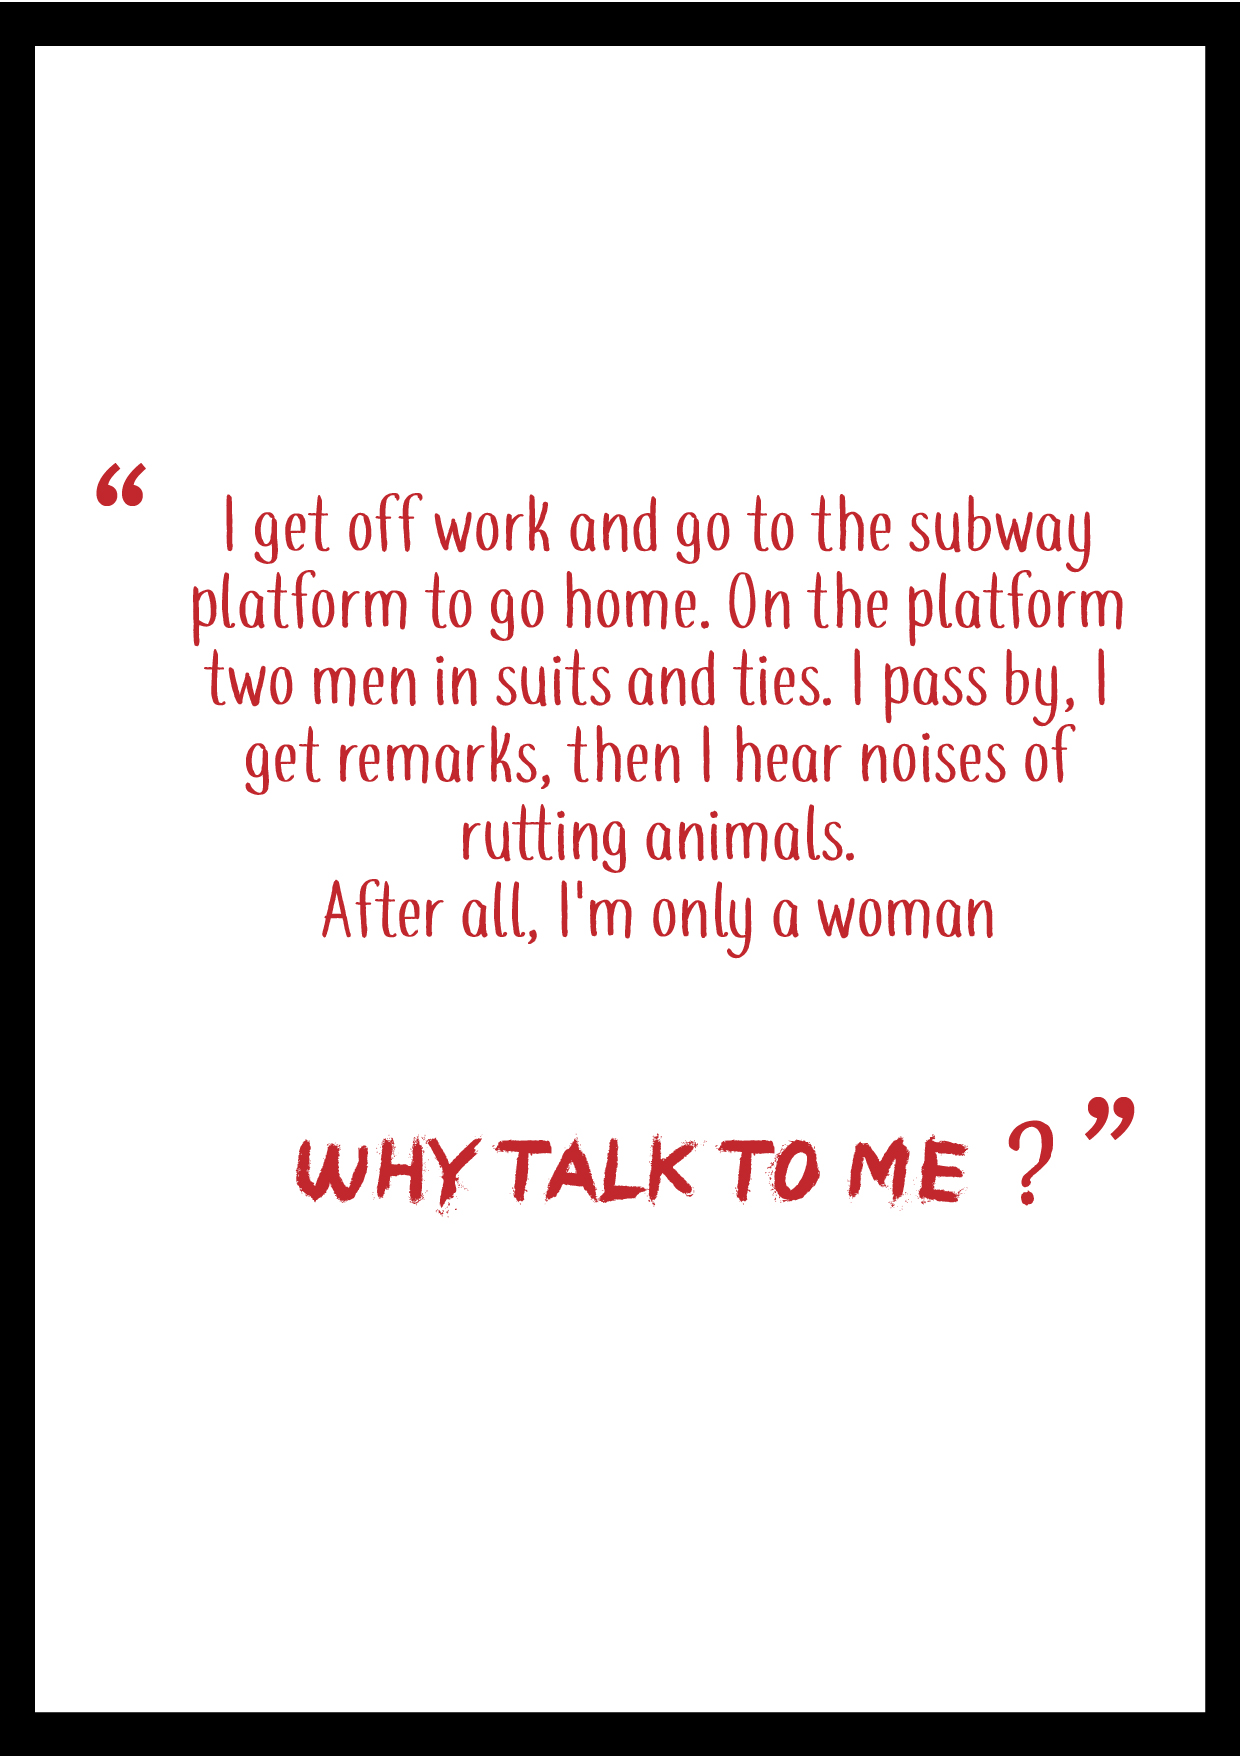 “ I get off work and go to the subway
platform to go home. On the platform
two men in suits and ties. I pass by, I
get remarks, then I hear noises of
rutting animals.
After all, I'm only a woman
WHY TALK TO ME ? ”